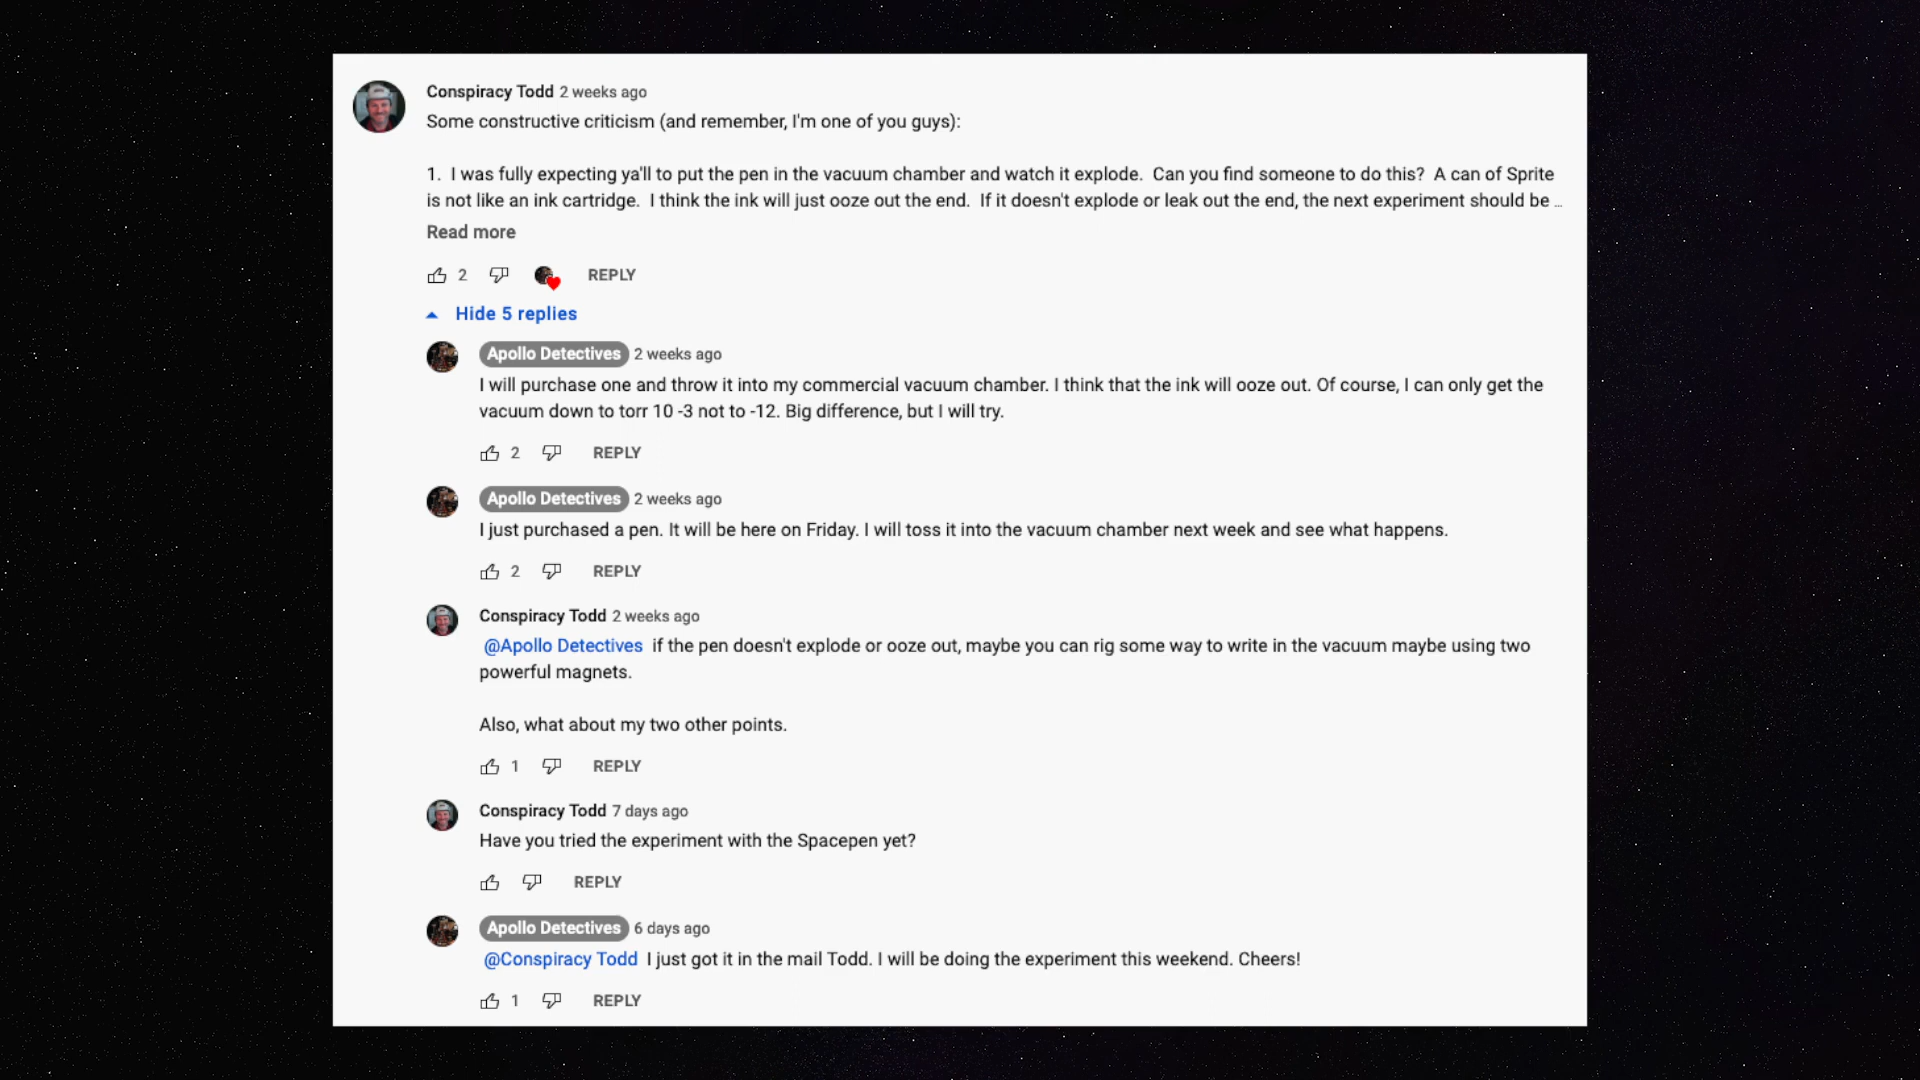 Conspiracy Todd 2 weeks ago
Some constructive criticism (and remember, I'm one of you guys):
1. I was fully expecting ya'll to put the pen in the vacuum chamber and watch it explode. Can you find someone to do this? A can of Sprite
is not like an ink cartridge. I think the ink will just ooze out the end. If it doesn't explode or leak out the end, the next experiment should be ...
Read more
2 REPLY
Hide 5 replies
Apollo Detectives 2 weeks ago
I will purchase one and throw it into my commercial vacuum chamber. I think that the ink will ooze out. Of course, I can only get the
vacuum down to torr 10 -3 not to -12. Big difference, but I will try.
2 REPLY
Apollo Detectives 2 weeks ago
I just purchased a pen. It will be here on Friday. I will toss it into the vacuum chamber next week and see what happens.
2 REPLY
Conspiracy Todd 2 weeks ago
@Apollo Detectives if the pen doesn't explode or ooze out, maybe you can rig some way to write in the vacuum maybe using two
powerful magnets.
Also, what about my two other points.
1 REPLY
Conspiracy Todd 7 days ago
Have you tried the experiment with the Spacepen yet?
REPLY
Apollo Detectives 6 days ago
@Conspiracy Todd I just got it in the mail Todd. I will be doing the experiment this weekend. Cheers!
1 REPLY